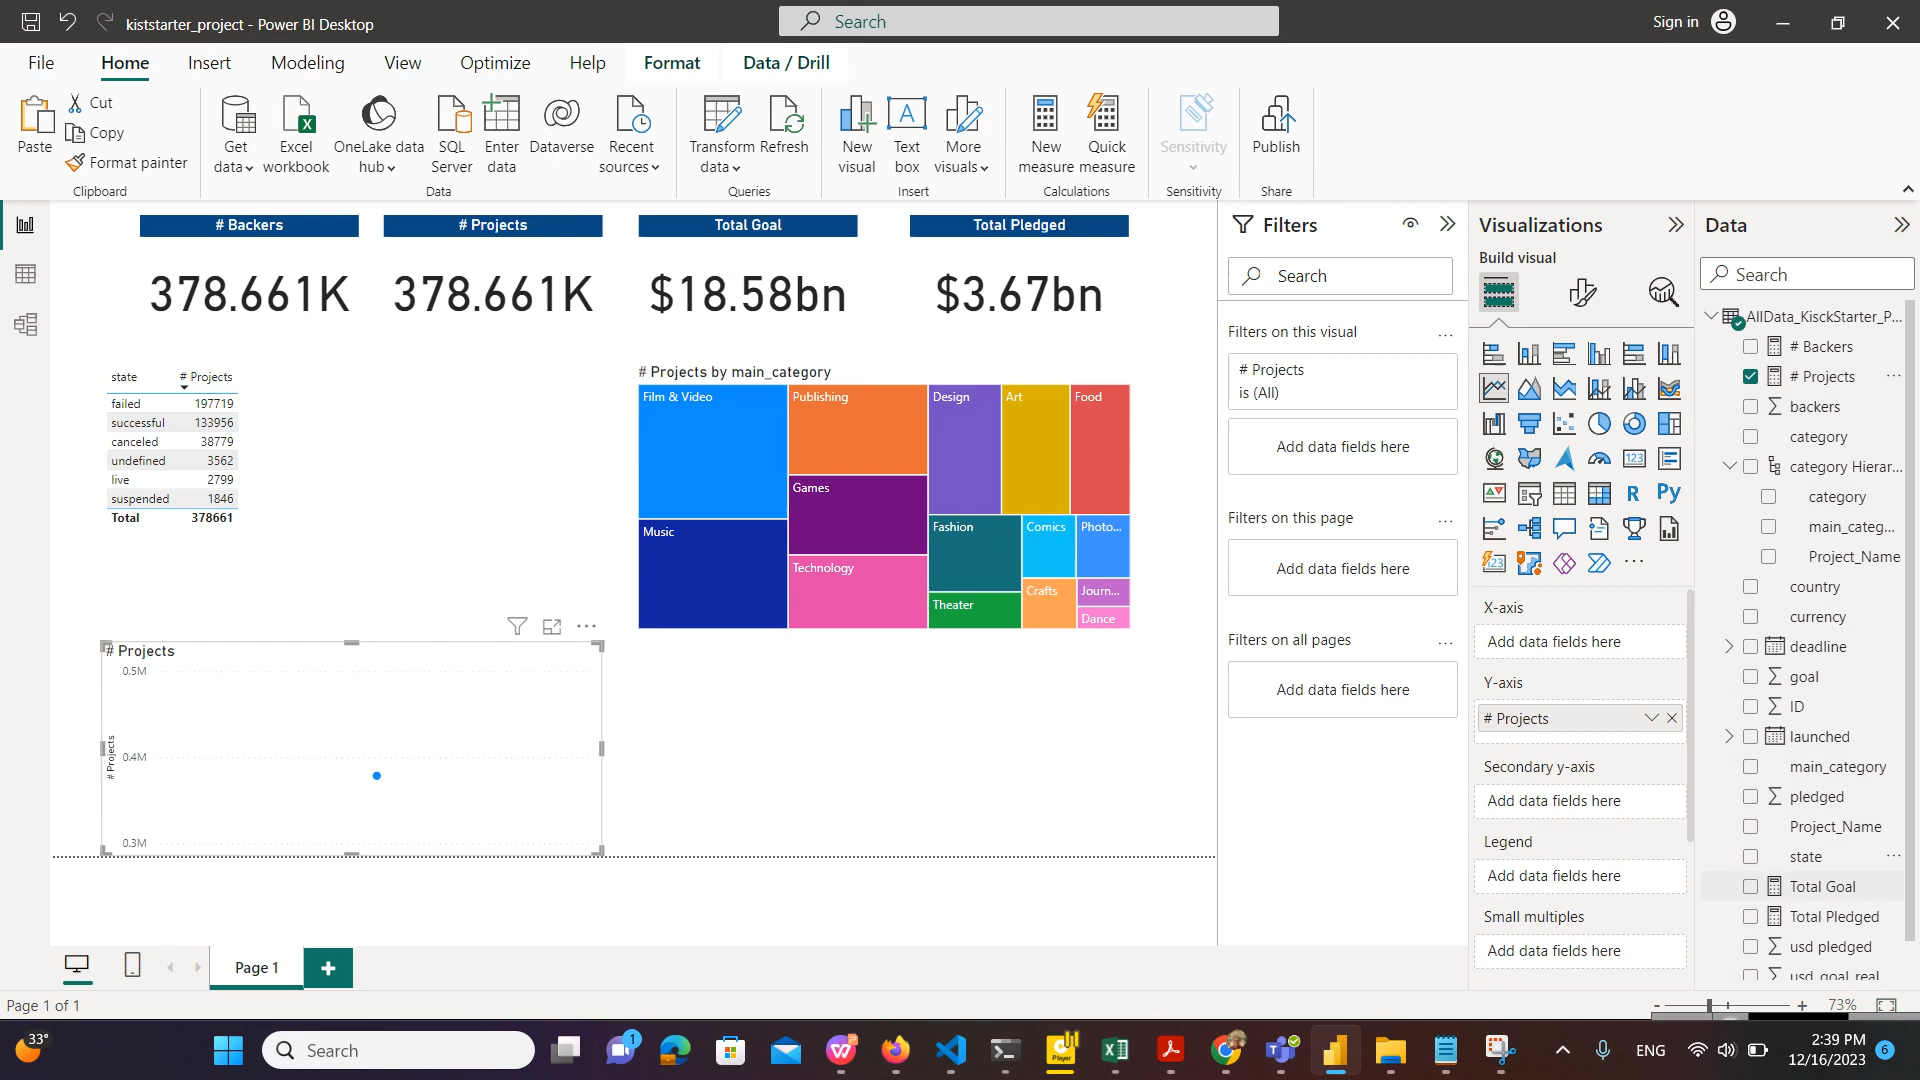 kiststarter_project - Power BI Desktop
Search
Sign in
File
Home
Insert
Modeling
View
Optimize
Help
Format
Data / Drill
Paste
Cut
Copy
Format painter
Clipboard
Get data
Excel workbook
OneLake data hub
SQL Server
Enter data
Dataverse
Recent sources
Data
Transform data
Refresh
Queries
New visual
Text box
More visuals
Insert
New measure
Quick measure
Calculations
Sensitivity
Sensitivity
Publish
Share
# Backers
# Projects
Total Goal
Total Pledged
378.661K
378.661K
$18.58bn
$3.67bn
state # Projects
failed 197719
successful 133956
canceled 38779
undefined 3562
live 2799
suspended 1846
Total 378661
# Projects by main_category
Film & Video
Music
Publishing
Games
Technology
Design
Art
Food
Fashion
Theater
Comics
Photo...
Crafts
Journ...
Dance
# Projects
# Projects
0.5M
0.4M
0.3M
Filters
Search
Filters on this visual
# Projects
is (All)
Add data fields here
Filters on this page
Add data fields here
Filters on all pages
Add data fields here
Visualizations
Build visual
123
R
Py
123
X-axis
Add data fields here
Y-axis
# Projects
Secondary y-axis
Add data fields here
Legend
Add data fields here
Small multiples
Add data fields here
Data
Search
AllData_KisckStarter_P...
# Backers
# Projects
backers
category
category Hierar...
category
main_categ...
Project_Name
country
currency
deadline
goal
ID
launched
main_category
pledged
Project_Name
state
Total Goal
Total Pledged
usd pledged
usd_goal_real
Page 1
Page 1 of 1
- + 73%
33°
Search
1
Player
ENG
2:39 PM
12/16/2023
6